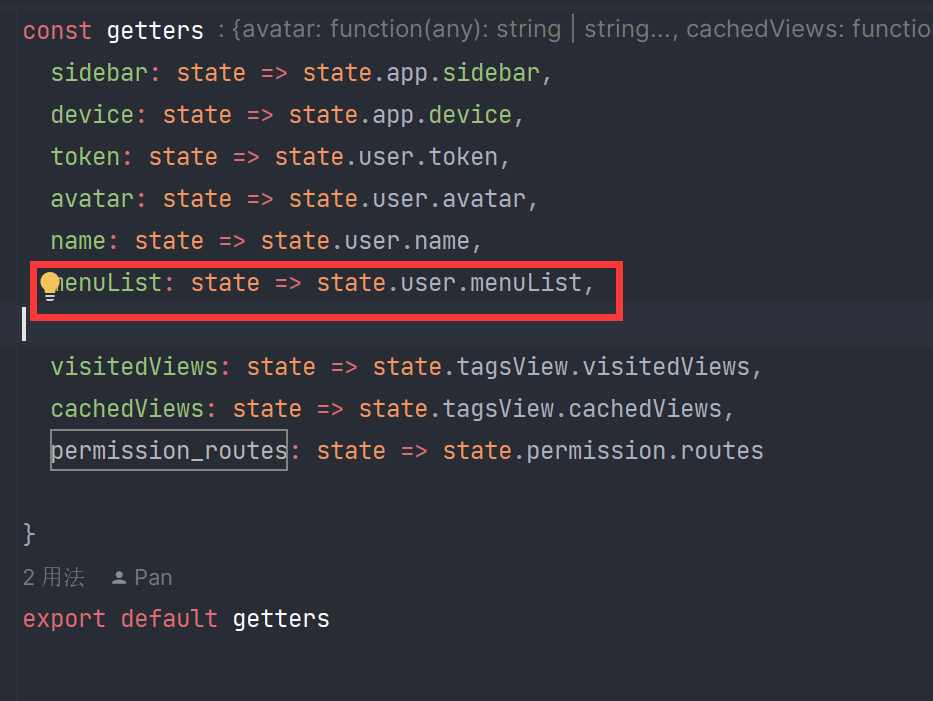 const getters : {avatar: function(any): string | string..., cachedViews: functio
sidebar: state => state.app.sidebar,
device: state => state.app.device,
token: state => state.user.token,
avatar: state => state.user.avatar,
name: state => state.user.name,
menuList: state => state.user.menuList,
visitedViews: state => state.tagsView.visitedViews,
cachedViews: state => state.tagsView.cachedViews,
permission_routes: state => state.permission.routes
}
2 用法 Pan
export default getters